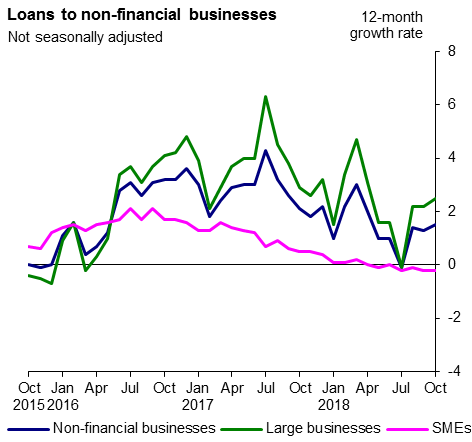 Loans to non-financial businesses
Not seasonally adjusted
12-month
growth rate
8
6
4
2
0
-2
-4
Oct Jan Apr Jul Oct Jan Apr Jul Oct Jan Apr Jul Oct
2015 2016 2017 2018
Non-financial businesses Large businesses SMEs